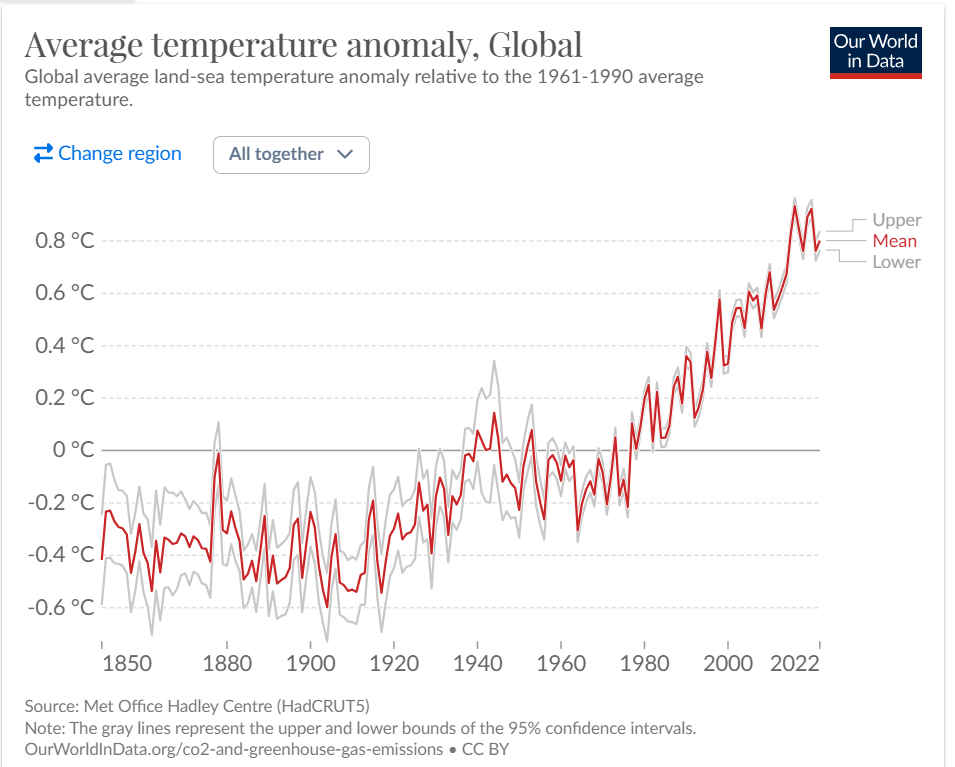 Average temperature anomaly, Global
Our World
in Data
Global average land-sea temperature anomaly relative to the 1961-1990 average
temperature.
Change region
All together
0.8 °C
0.6 °C
0.4 °C
0.2 °C
0 °C
-0.2 °C
-0.4 °C
-0.6 °C
Upper
Mean
Lower
1850 1880 1900 1920 1940 1960 1980 2000 2022
Source: Met Office Hadley Centre (HadCRUT5)
Note: The gray lines represent the upper and lower bounds of the 95% confidence intervals.
OurWorldInData.org/co2-and-greenhouse-gas-emissions • CC BY